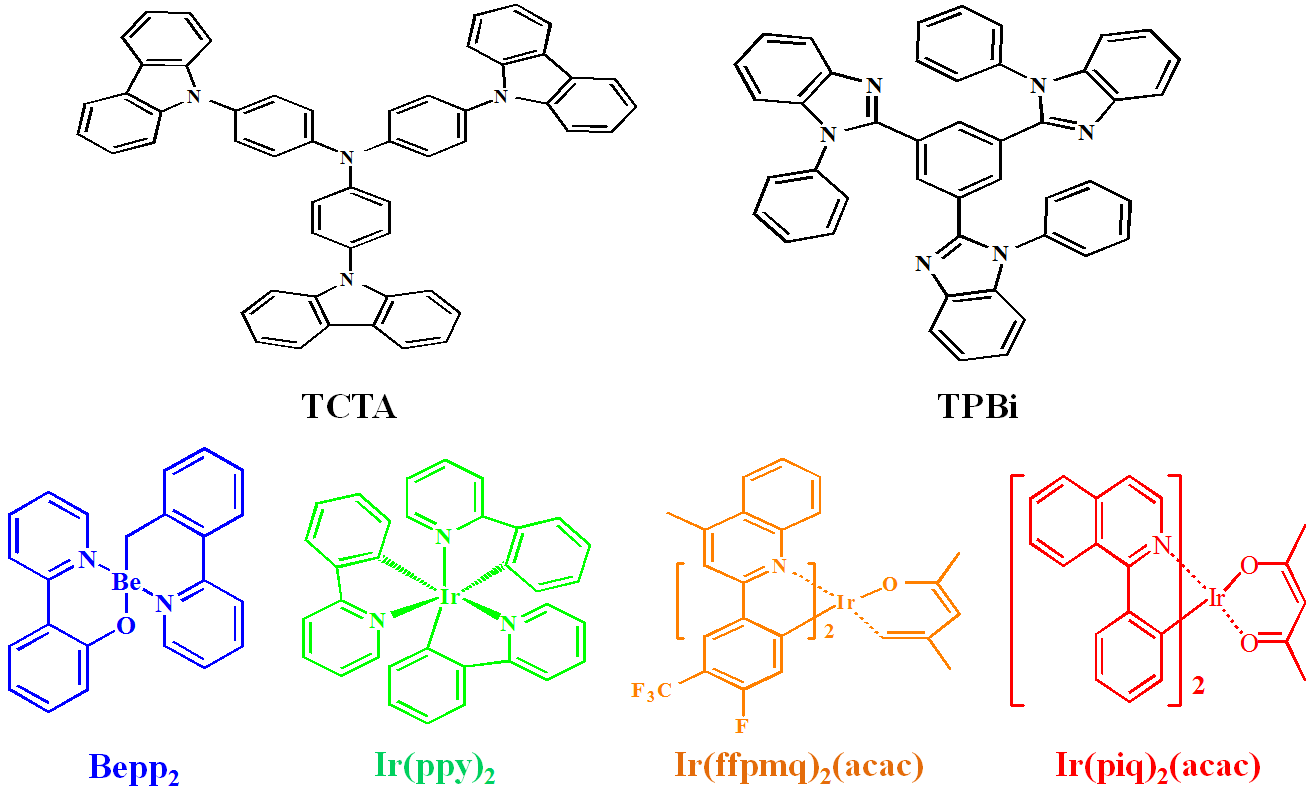 N
N
N
N
N
N
N
N
N
N
TCTA
TPBi
N
Be
N
O
N
N
Ir
N
N
Ir
O
2
F₃C
F
N
O
Ir
O
2
Bepp₂
Ir(ppy)₂
Ir(ffpmq)₂(acac)
Ir(piq)₂(acac)